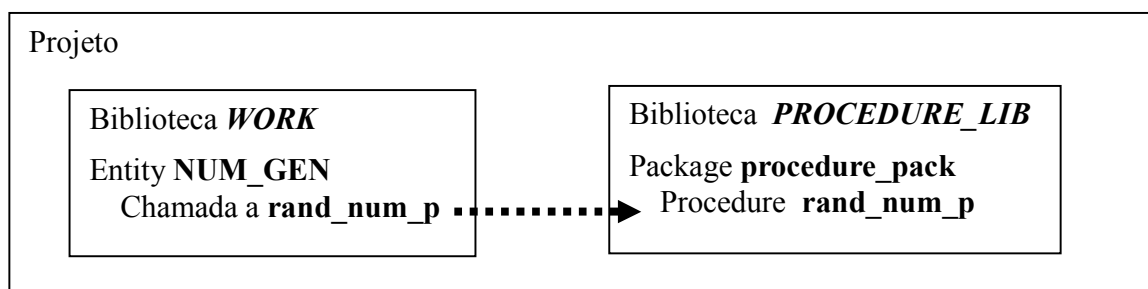 Projeto
Biblioteca WORK
Entity NUM_GEN
Chamada a rand_num_p
Biblioteca PROCEDURE_LIB
Package procedure_pack
Procedure rand_num_p